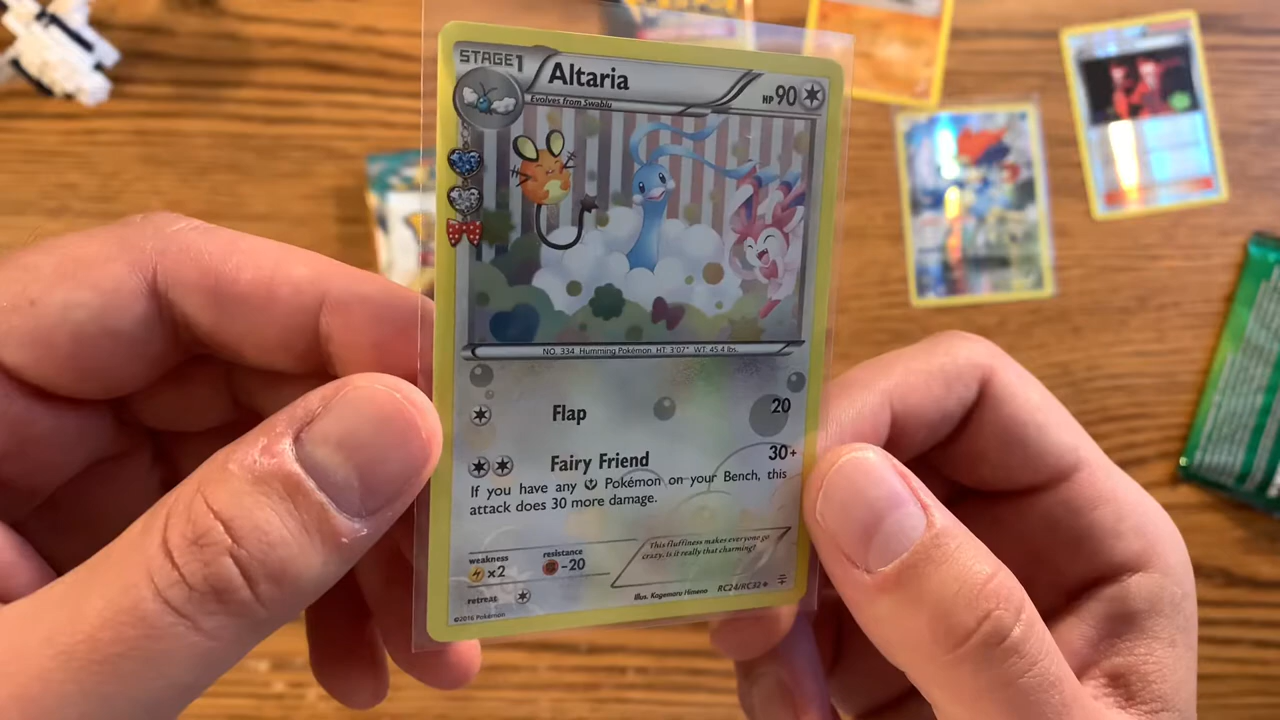 STAGE1
Altaria
HP 90
Evolves from Swablu
NO. 334 Humming Pokémon HT: 3'07" WT: 45.4 lbs.
Flap 20
Fairy Friend 30+
If you have any Pokémon on your Bench, this
attack does 30 more damage.
weakness
×2
resistance
-20
This fluffiness makes everyone go
crazy. Is it really that charming?
retreat
Illus. Kagemaru Himeno
RC24/RC32
©2016 Pokémon